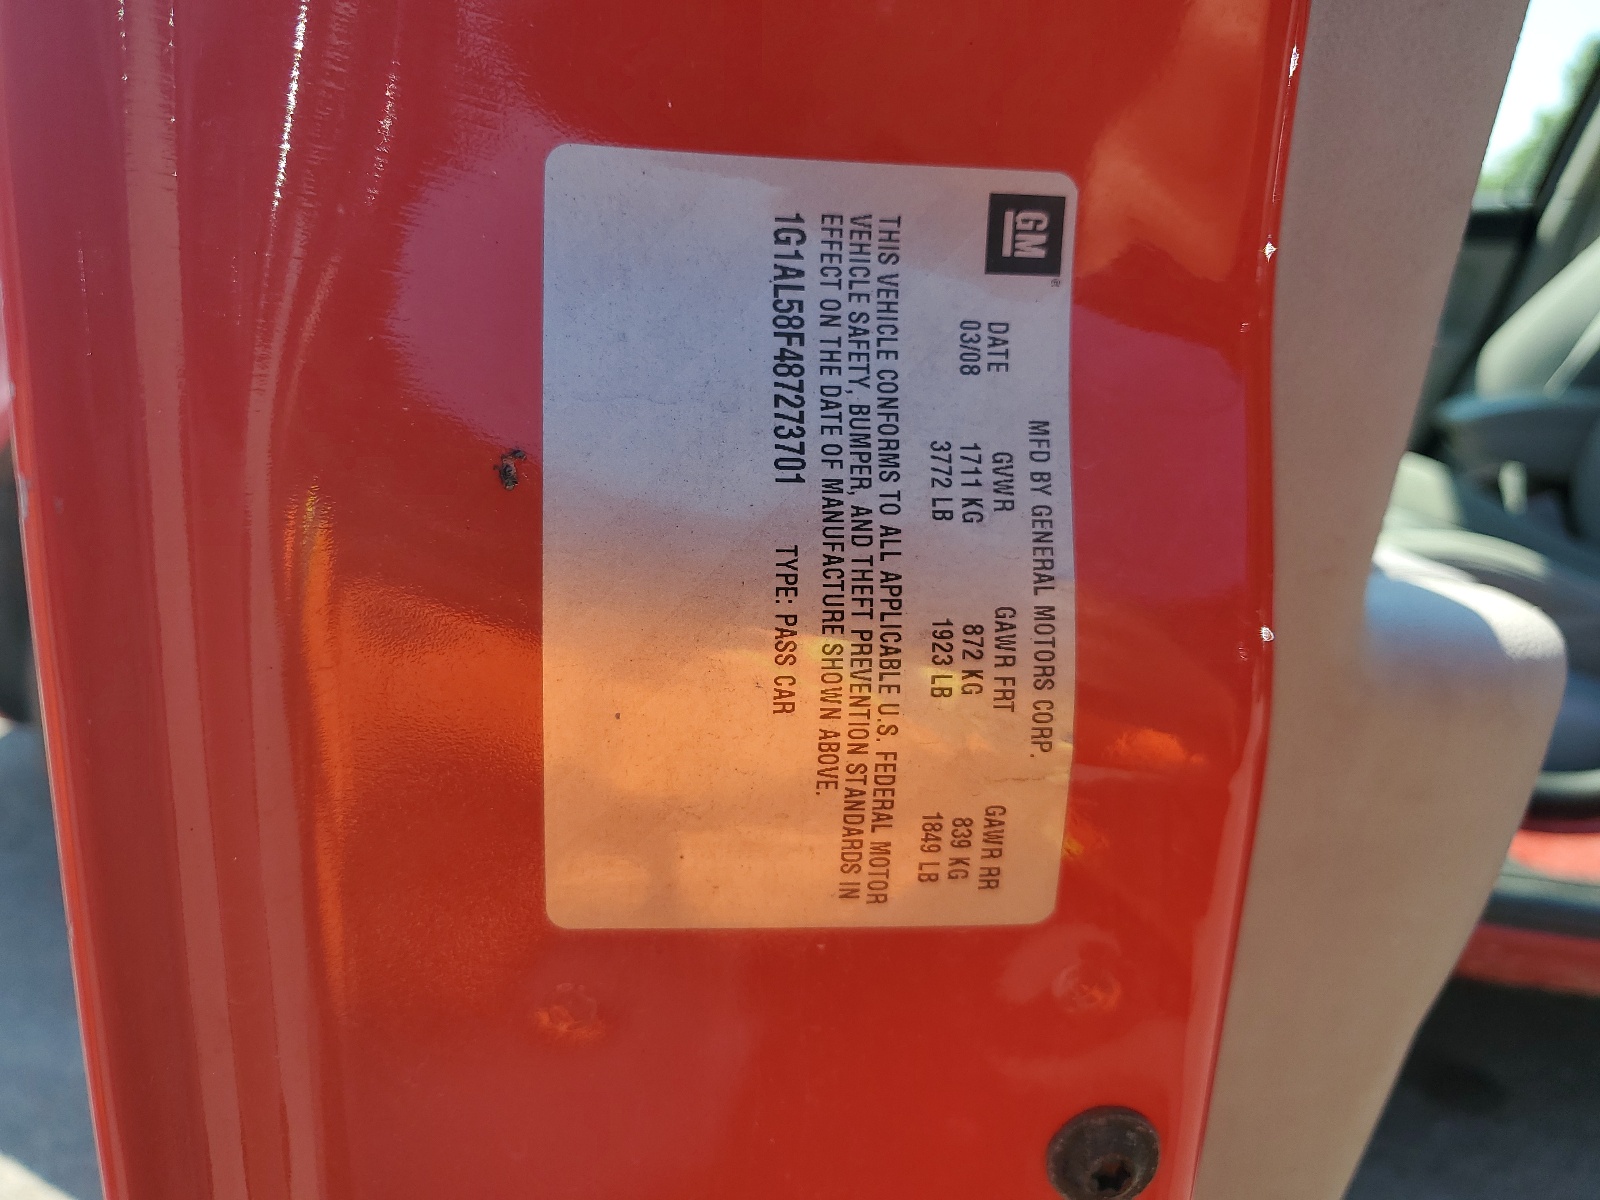 GM
MFD BY GENERAL MOTORS CORP.
DATE GVWR GAWR FRT GAWR RR
03/08 1711 KG 872 KG 839 KG
3772 LB 1923 LB 1849 LB
THIS VEHICLE CONFORMS TO ALL APPLICABLE U.S. FEDERAL MOTOR
VEHICLE SAFETY, BUMPER, AND THEFT PREVENTION STANDARDS IN
EFFECT ON THE DATE OF MANUFACTURE SHOWN ABOVE.
1G1AL58F487273701 TYPE: PASS CAR